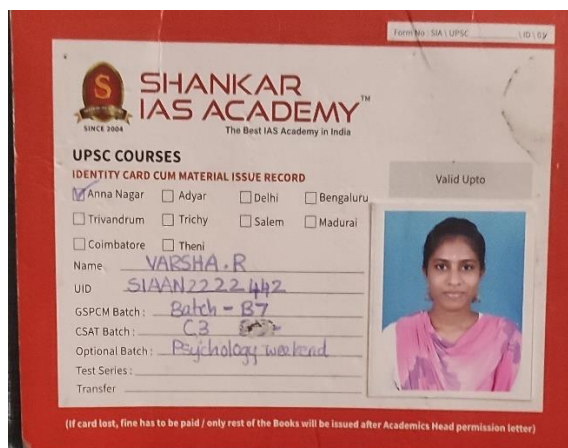 Form No : SIA \ UPSC \ ID \
S
SINCE 2004
SHANKAR
IAS ACADEMY™
The Best IAS Academy in India
UPSC COURSES
IDENTITY CARD CUM MATERIAL ISSUE RECORD
Valid Upto
Anna Nagar Adyar Delhi Bengaluru
Trivandrum Trichy Salem Madurai
Coimbatore Theni
Name VARSHA.R
UID SIAAN2222442
GSPCM Batch : Batch - B7
CSAT Batch : C3
Optional Batch : Psychology weekend
Test Series :
Transfer
(If card lost, fine has to be paid / only rest of the Books will be issued after Academics Head permission letter)